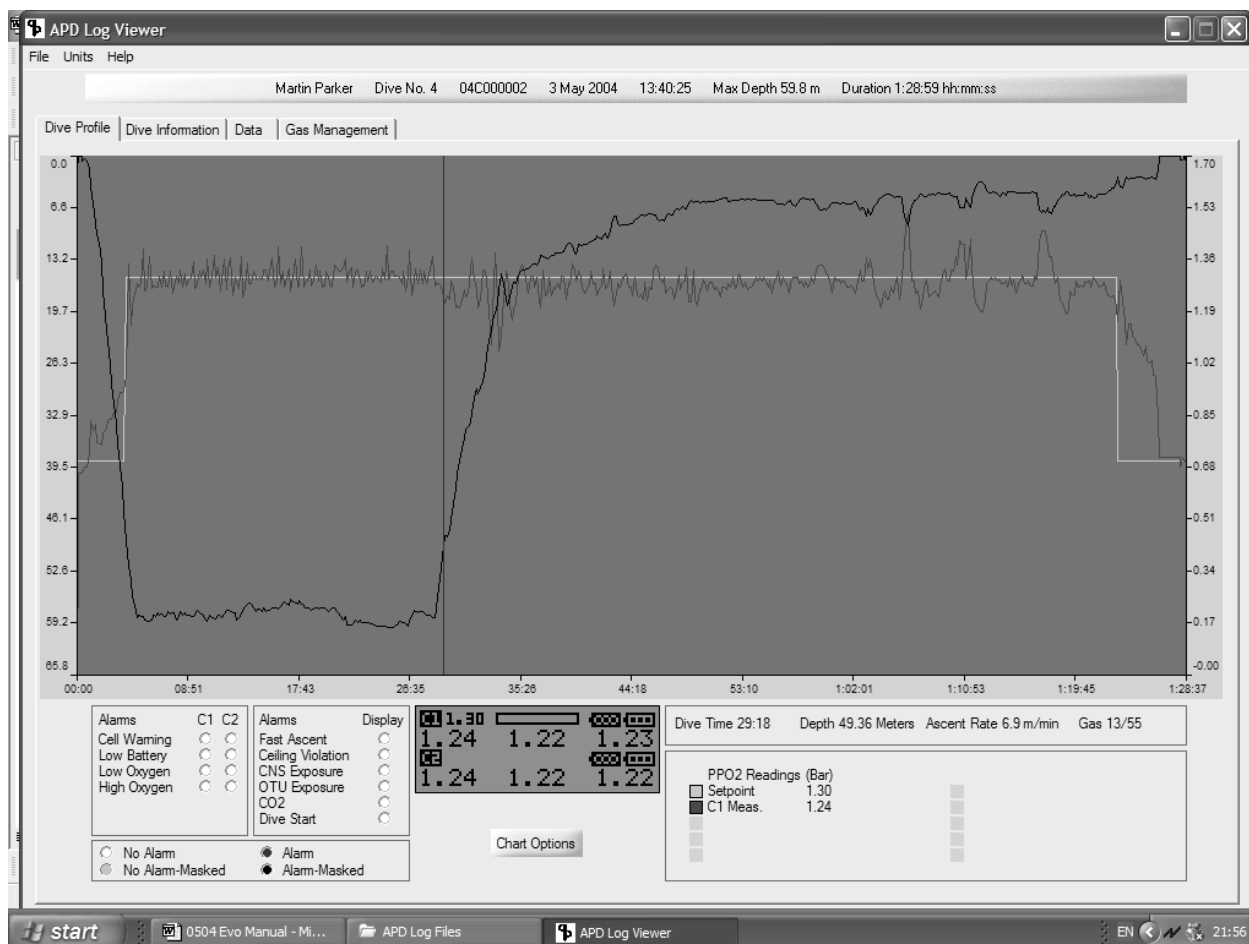 APD Log Viewer
File Units Help
Martin Parker Dive No. 4 04C000002 3 May 2004 13:40:25 Max Depth 59.8 m Duration 1:28:59 hh:mm:ss
Dive Profile Dive Information Data Gas Management
0.0 1.70
6.6 1.53
13.2 1.36
19.7 1.19
26.3 1.02
32.9 0.85
39.5 0.68
46.1 0.51
52.6 0.34
59.2 0.17
65.8 -0.00
00:00 08:51 17:43 26:35 35:26 44:18 53:10 1:02:01 1:10:53 1:19:45 1:28:37
Alarms C1 C2
Cell Warning
Low Battery
Low Oxygen
High Oxygen
Alarms Display
Fast Ascent
Ceiling Violation
CNS Exposure
OTU Exposure
CO2
Dive Start
No Alarm Alarm
No Alarm-Masked Alarm-Masked
C1 1.30
1.24 1.22 1.23
C2
1.24 1.22 1.22
Chart Options
Dive Time 29:18 Depth 49.36 Meters Ascent Rate 6.9 m/min Gas 13/55
PPO2 Readings (Bar)
Setpoint 1.30
C1 Meas. 1.24
start 0504 Evo Manual - Mi... APD Log Files APD Log Viewer EN 21:56